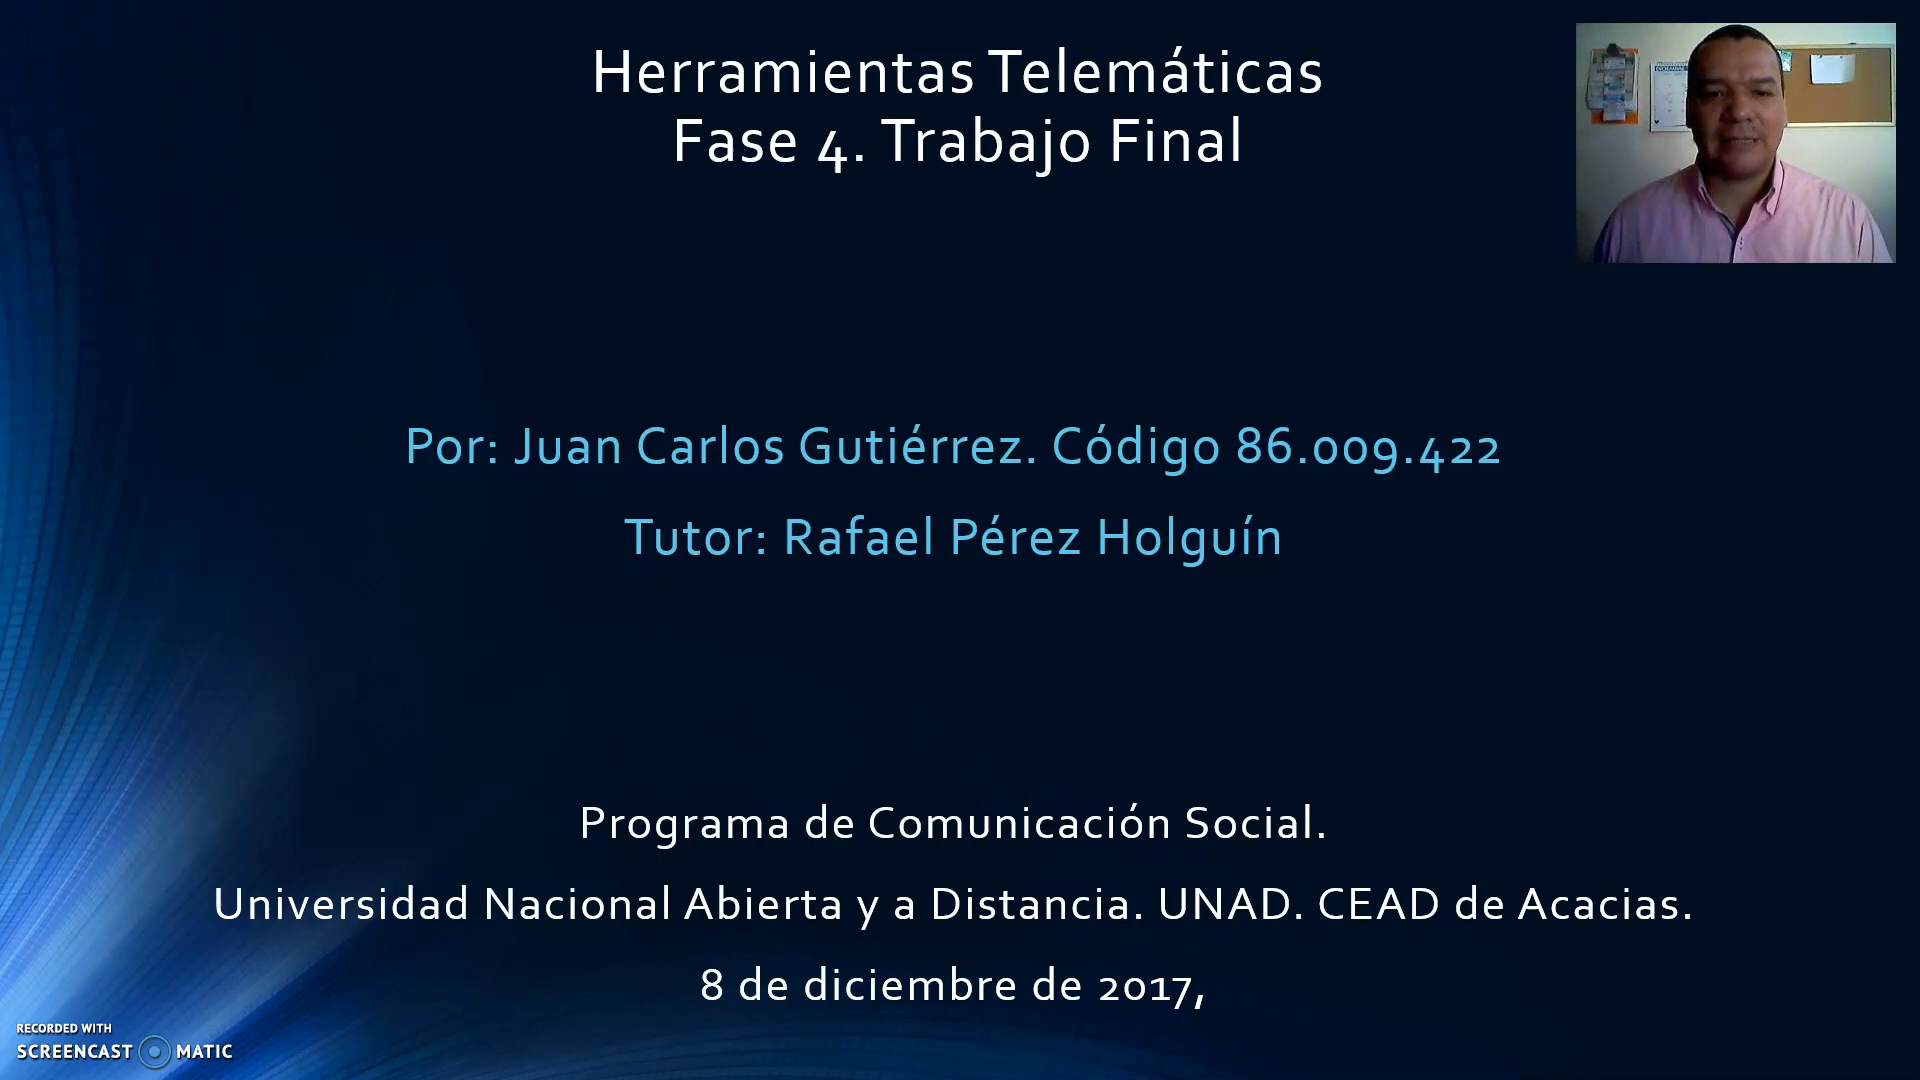 Herramientas Telemáticas
Fase 4. Trabajo Final
Por: Juan Carlos Gutiérrez. Código 86.009.422
Tutor: Rafael Pérez Holguín
Programa de Comunicación Social.
Universidad Nacional Abierta y a Distancia. UNAD. CEAD de Acacias.
8 de diciembre de 2017,
RECORDED WITH
SCREENCAST MATIC